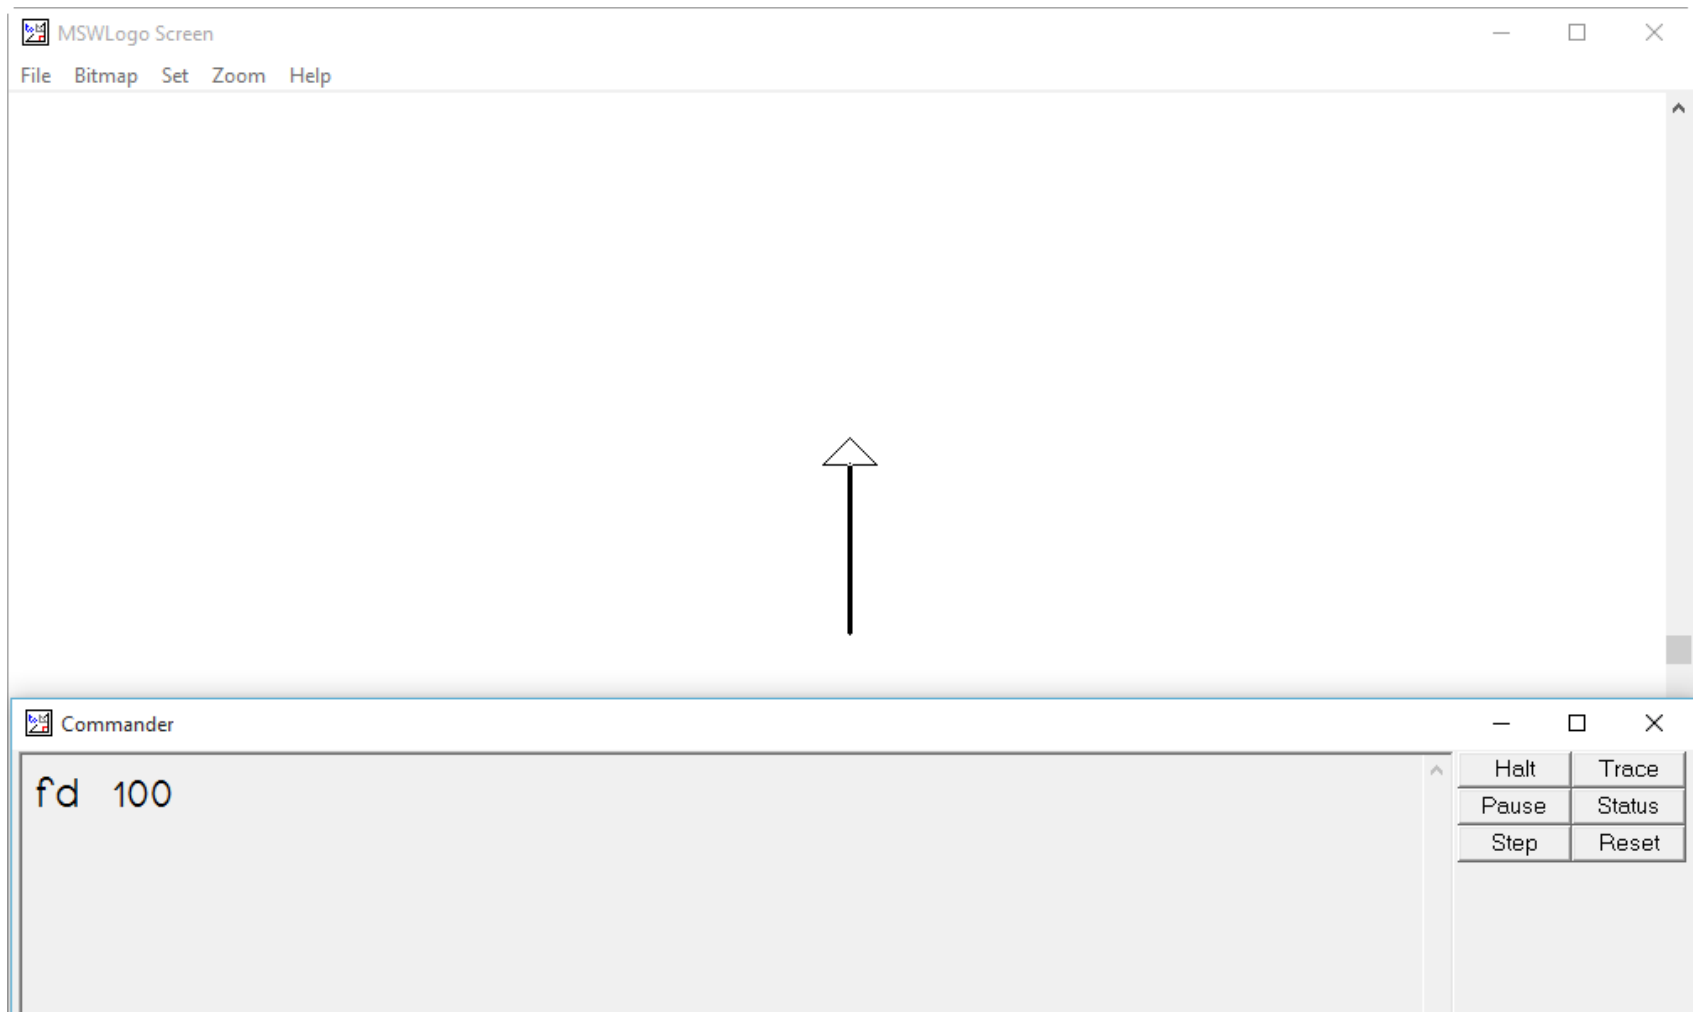 MSWLogo Screen
File Bitmap Set Zoom Help
Commander
fd 100
Halt Trace
Pause Status
Step Reset